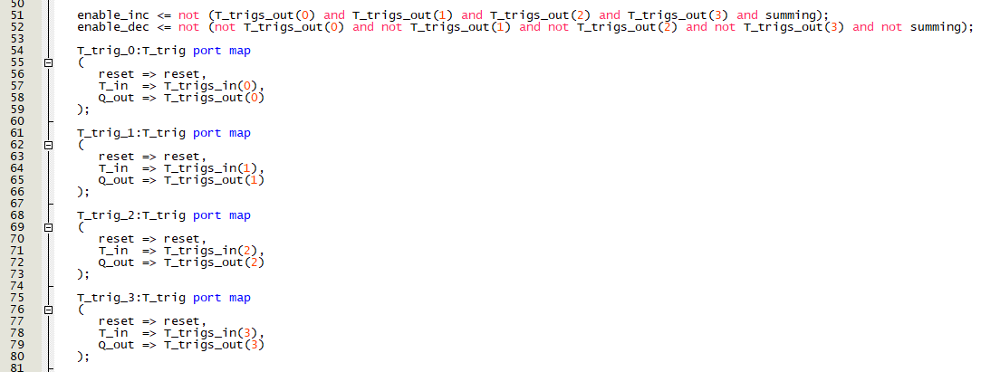 50
51 enable_inc <= not (T_trigs_out(0) and T_trigs_out(1) and T_trigs_out(2) and T_trigs_out(3) and summing);
52 enable_dec <= not (not T_trigs_out(0) and not T_trigs_out(1) and not T_trigs_out(2) and not T_trigs_out(3) and not summing);
53
54 T_trig_0:T_trig port map
55 (
56 reset => reset,
57 T_in => T_trigs_in(0),
58 Q_out => T_trigs_out(0)
59 );
60
61 T_trig_1:T_trig port map
62 (
63 reset => reset,
64 T_in => T_trigs_in(1),
65 Q_out => T_trigs_out(1)
66 );
67
68 T_trig_2:T_trig port map
69 (
70 reset => reset,
71 T_in => T_trigs_in(2),
72 Q_out => T_trigs_out(2)
73 );
74
75 T_trig_3:T_trig port map
76 (
77 reset => reset,
78 T_in => T_trigs_in(3),
79 Q_out => T_trigs_out(3)
80 );
81